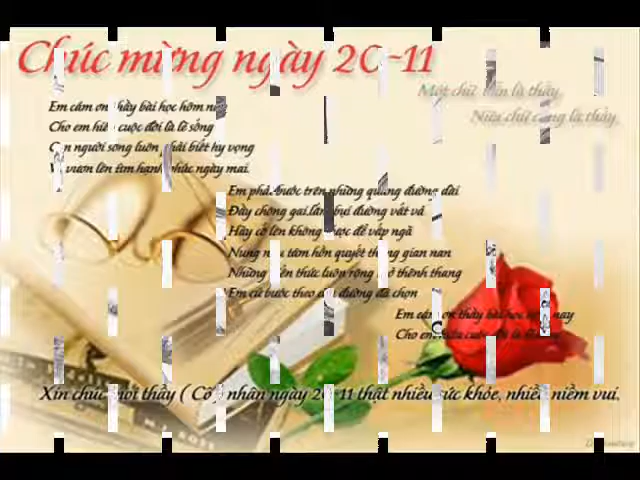 Chúc mừng ngày 20-11
Một chữ vẫn là thầy,
Nửa chữ cũng là thầy.
Em cám ơn thầy bài học hôm nay
Cho em hiểu cuộc đời là lẽ sống
Con người sống luôn phải biết hy vọng
Và vươn lên tìm hạnh phúc ngày mai.
Em phải bước trên những quãng đường dài
Đầy chông gai, lắm bụi đường vất vả
Hãy cố lên không được để vấp ngã
Nung nấu tâm hồn quyết thắng gian nan
Những kiến thức luôn rộng mở thênh thang
Em cứ bước theo con đường đã chọn
Em cám ơn thầy bài học hôm nay
Cho em hiểu cuộc đời là lẽ sống
Xin chúc mọi thầy ( Cô ) nhân ngày 20-11 thật nhiều sức khỏe, nhiều niềm vui.